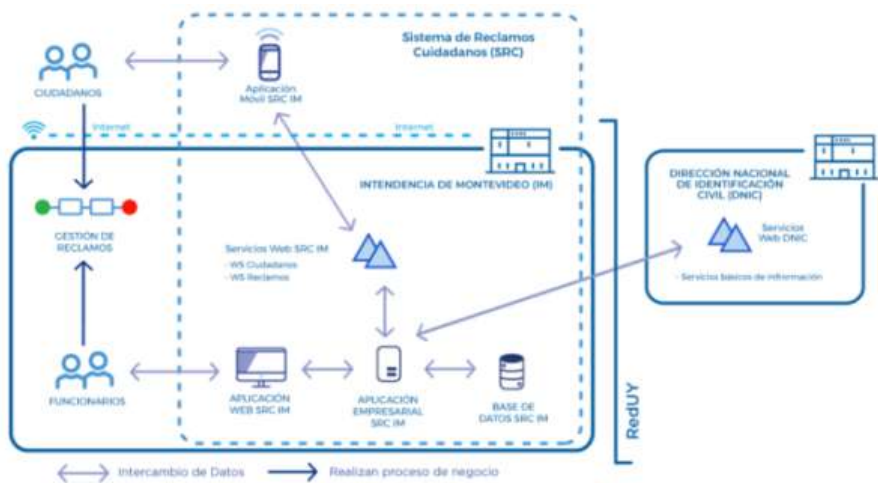 Sistema de Reclamos
Cuidadanos (SRC)
CIUDADANOS
Aplicación
Móvil SRC IM
Internet
Internet
INTENDENCIA DE MONTEVIDEO (IM)
DIRECCIÓN NACIONAL
DE IDENTIFICACIÓN
CIVIL (DNIC)
Servicios
Web DNIC
- Servicios básicos de información
GESTIÓN DE
RECLAMOS
Servicios Web SRC IM
- WS Ciudadanos
- WS Reclamos
FUNCIONARIOS
APLICACIÓN
WEB SRC IM
APLICACIÓN
EMPRESARIAL
SRC IM
BASE DE
DATOS SRC IM
RedUY
Intercambio de Datos
Realizan proceso de negocio